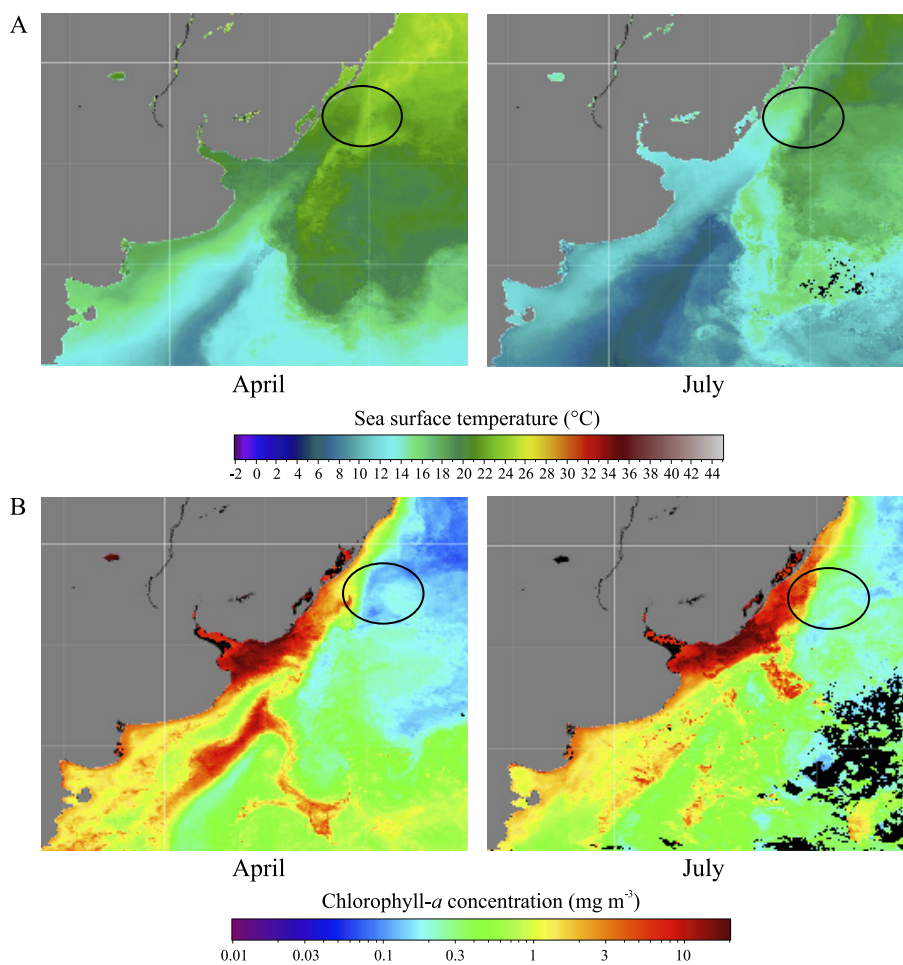 A
April
July
Sea surface temperature (°C)
-2 0 2 4 6 8 10 12 14 16 18 20 22 24 26 28 30 32 34 36 38 40 42 44
B
April
July
Chlorophyll-a concentration (mg m⁻³)
0.01 0.03 0.1 0.3 1 3 10